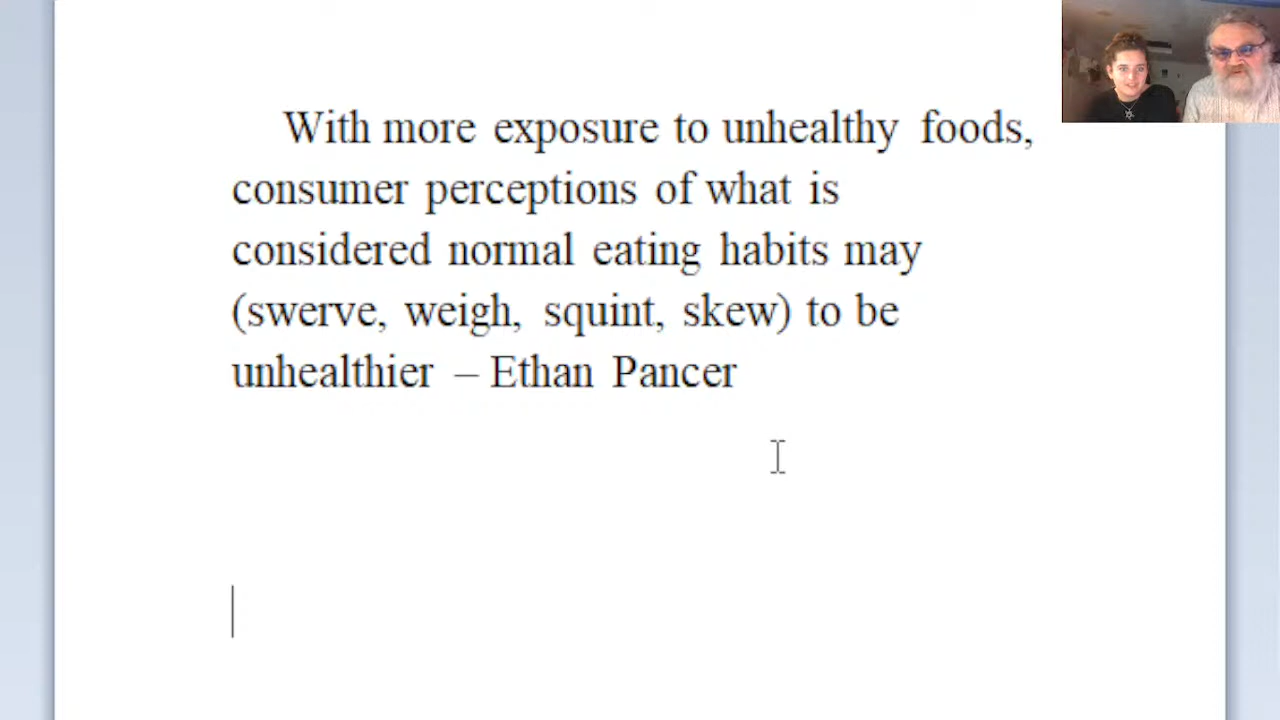 With more exposure to unhealthy foods,
consumer perceptions of what is
considered normal eating habits may
(swerve, weigh, squint, skew) to be
unhealthier – Ethan Pancer